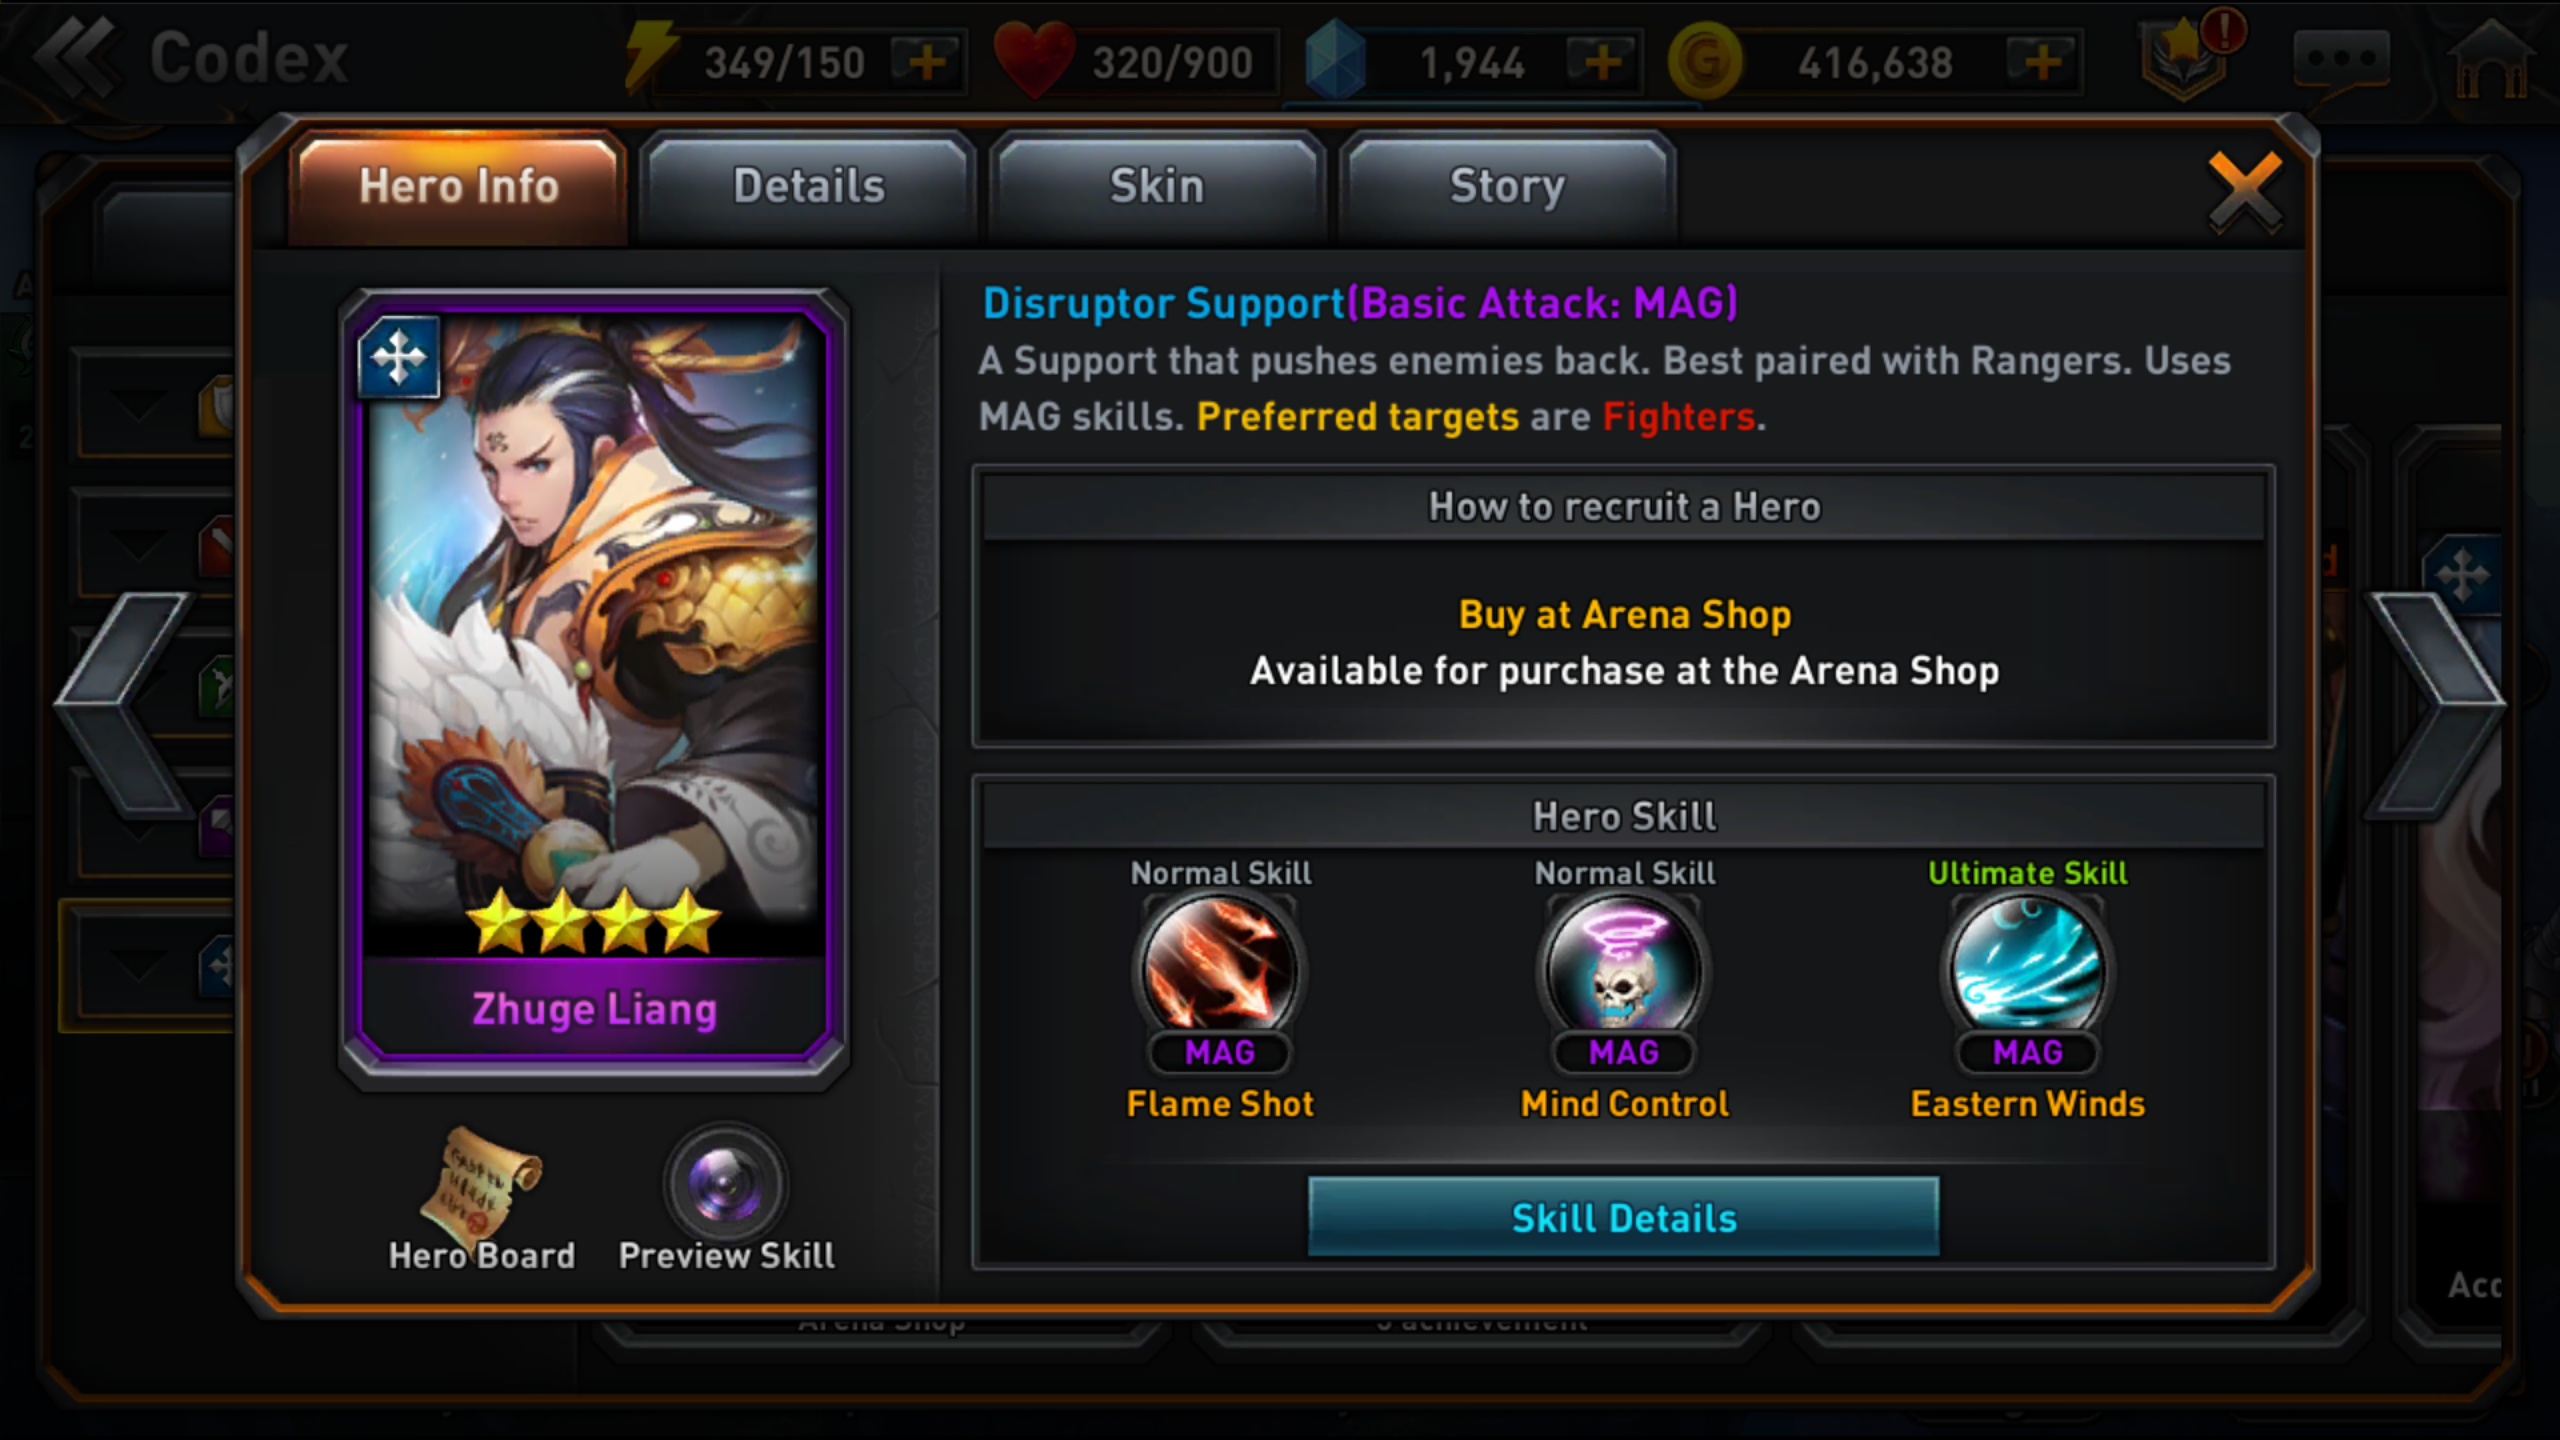 Codex
349/150
320/900
1,944
416,638
Hero Info
Details
Skin
Story
Disruptor Support(Basic Attack: MAG)
A Support that pushes enemies back. Best paired with Rangers. Uses
MAG skills. Preferred targets are Fighters.
How to recruit a Hero
Buy at Arena Shop
Available for purchase at the Arena Shop
Zhuge Liang
Hero Board
Preview Skill
Hero Skill
Normal Skill
Normal Skill
Ultimate Skill
MAG
MAG
MAG
Flame Shot
Mind Control
Eastern Winds
Skill Details
Arena Shop
achievement